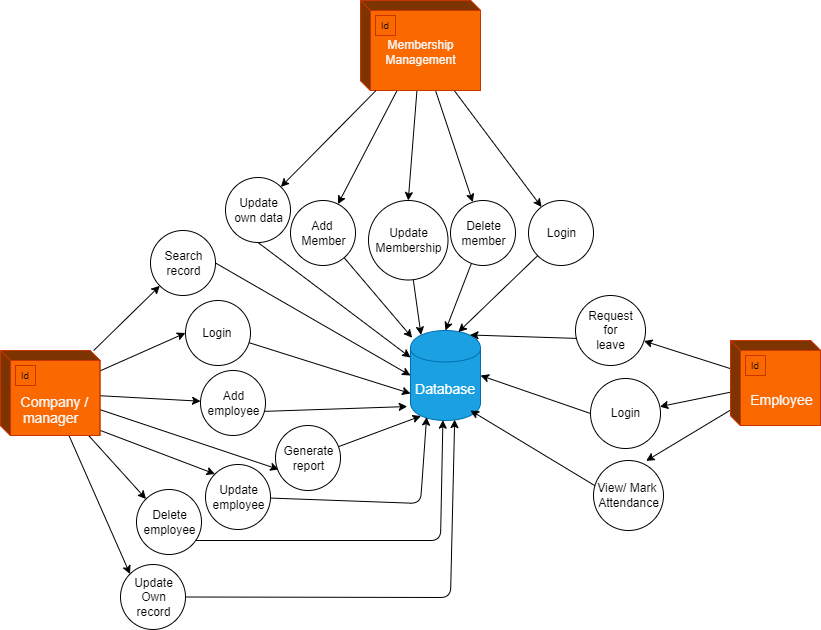 Id
Membership
Management
Update
own data
Add
Member
Update
Membership
Delete
member
Login
Search
record
Login
Add
employee
Generate
report
Update
employee
Delete
employee
Update
Own
record
Id
Company /
manager
Database
Request
for
leave
Login
View/ Mark
Attendance
Id
Employee